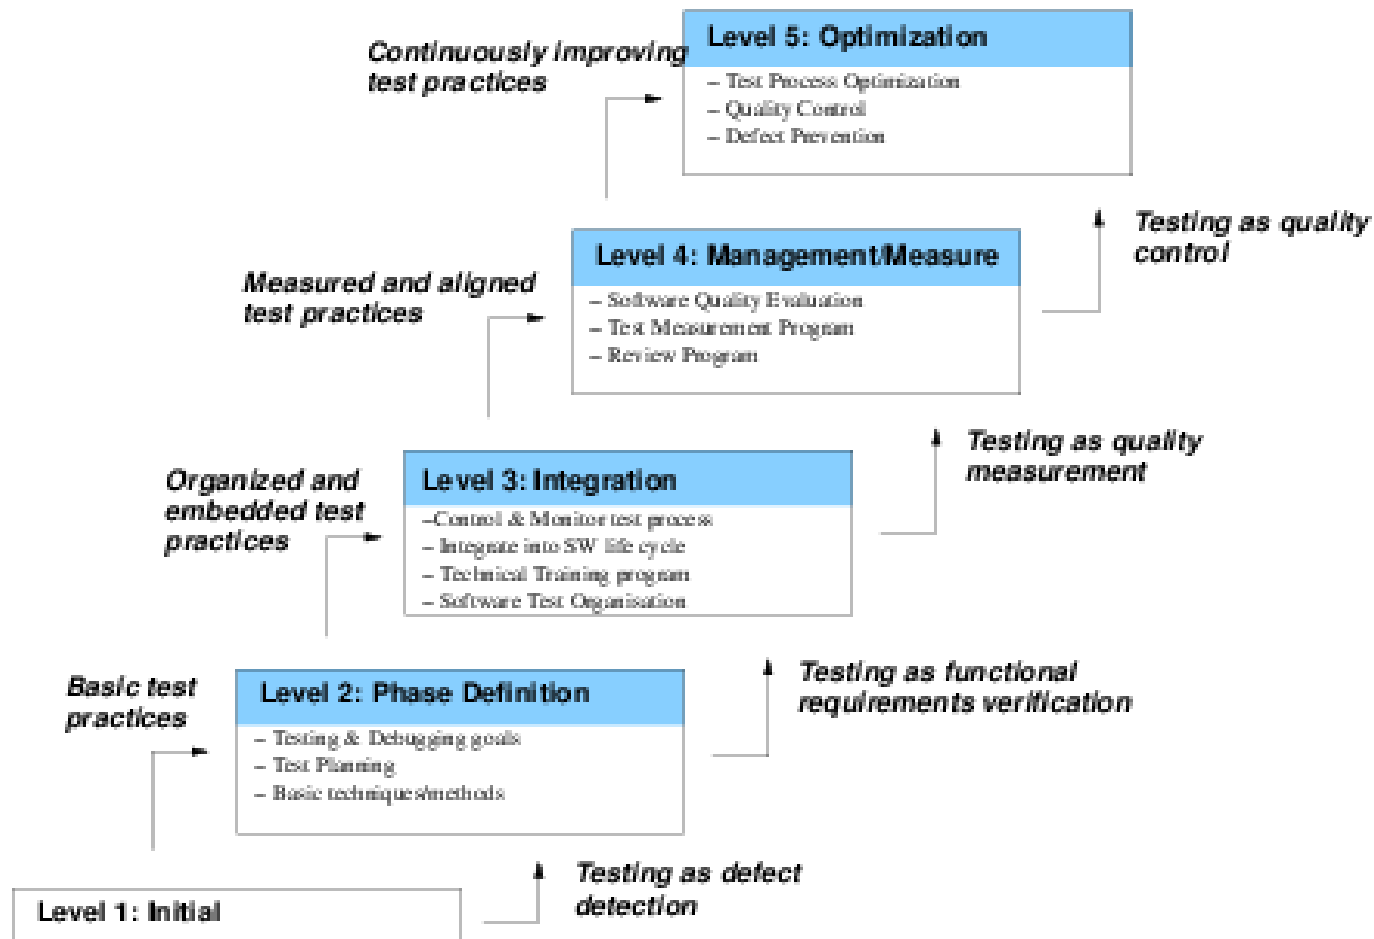 Continuously improving
test practices
Level 5: Optimization
– Test Process Optimization
– Quality Control
– Defect Prevention
Testing as quality
control
Measured and aligned
test practices
Level 4: Management/Measure
– Software Quality Evaluation
– Test Measurement Program
– Review Program
Testing as quality
measurement
Organized and
embedded test
practices
Level 3: Integration
–Control & Monitor test process
– Integrate into SW life cycle
– Technical Training program
– Software Test Organisation
Testing as functional
requirements verification
Basic test
practices
Level 2: Phase Definition
– Testing & Debugging goals
– Test Planning
– Basic techniques/methods
Testing as defect
detection
Level 1: Initial